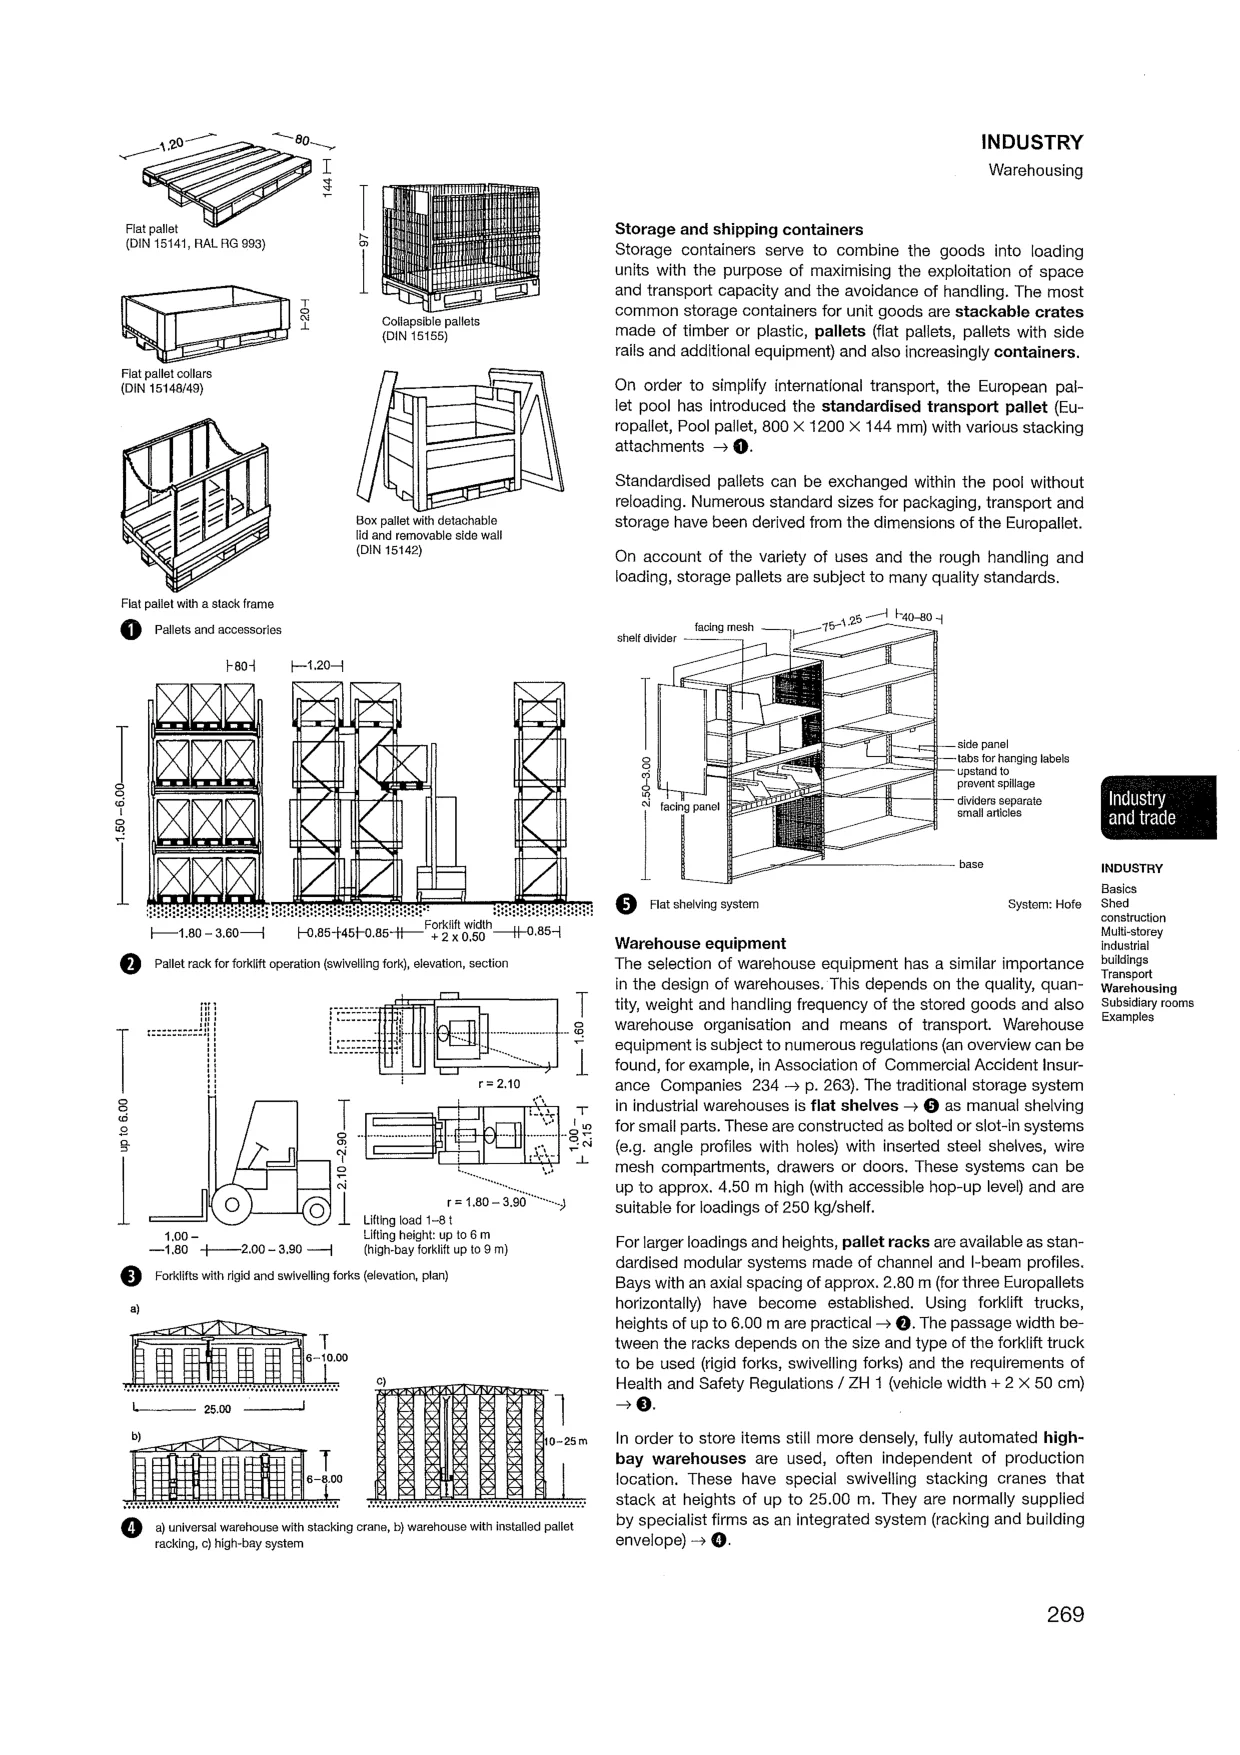 INDUSTRY
Warehousing
1.20
80
144
Flat pallet
(DIN 15141, RAL RG 993)
97
Collapsible pallets
(DIN 15155)
20
Flat pallet collars
(DIN 15148/49)
Box pallet with detachable
lid and removable side wall
(DIN 15142)
Flat pallet with a stack frame
1 Pallets and accessories
80
1.20
1.50–6.00
1.80 – 3.60
0.85
45
0.85
Forklift width
+ 2 x 0.50
0.85
2 Pallet rack for forklift operation (swivelling fork), elevation, section
up to 6.00
1.60
r = 2.10
2.10–2.90
1.00 –
2.15
r = 1.80 – 3.90
1.00 –
1.80
2.00 – 3.90
Lifting load 1–8 t
Lifting height: up to 6 m
(high-bay forklift up to 9 m)
3 Forklifts with rigid and swivelling forks (elevation, plan)
a)
6–10.00
25.00
b)
6–8.00
c)
10–25 m
4 a) universal warehouse with stacking crane, b) warehouse with installed pallet
racking, c) high-bay system
Storage and shipping containers
Storage containers serve to combine the goods into loading
units with the purpose of maximising the exploitation of space
and transport capacity and the avoidance of handling. The most
common storage containers for unit goods are stackable crates
made of timber or plastic, pallets (flat pallets, pallets with side
rails and additional equipment) and also increasingly containers.
On order to simplify international transport, the European pal-
let pool has introduced the standardised transport pallet (Eu-
ropallet, Pool pallet, 800 × 1200 × 144 mm) with various stacking
attachments → 1.
Standardised pallets can be exchanged within the pool without
reloading. Numerous standard sizes for packaging, transport and
storage have been derived from the dimensions of the Europallet.
On account of the variety of uses and the rough handling and
loading, storage pallets are subject to many quality standards.
facing mesh
shelf divider
75–1.25
40–80
2.50–3.00
facing panel
side panel
tabs for hanging labels
upstand to
prevent spillage
dividers separate
small articles
base
5 Flat shelving system
System: Hofe
Warehouse equipment
The selection of warehouse equipment has a similar importance
in the design of warehouses. This depends on the quality, quan-
tity, weight and handling frequency of the stored goods and also
warehouse organisation and means of transport. Warehouse
equipment is subject to numerous regulations (an overview can be
found, for example, in Association of Commercial Accident Insur-
ance Companies 234 → p. 263). The traditional storage system
in industrial warehouses is flat shelves → 5 as manual shelving
for small parts. These are constructed as bolted or slot-in systems
(e.g. angle profiles with holes) with inserted steel shelves, wire
mesh compartments, drawers or doors. These systems can be
up to approx. 4.50 m high (with accessible hop-up level) and are
suitable for loadings of 250 kg/shelf.
For larger loadings and heights, pallet racks are available as stan-
dardised modular systems made of channel and I-beam profiles.
Bays with an axial spacing of approx. 2.80 m (for three Europallets
horizontally) have become established. Using forklift trucks,
heights of up to 6.00 m are practical → 2. The passage width be-
tween the racks depends on the size and type of the forklift truck
to be used (rigid forks, swivelling forks) and the requirements of
Health and Safety Regulations / ZH 1 (vehicle width + 2 × 50 cm)
→ 3.
In order to store items still more densely, fully automated high-
bay warehouses are used, often independent of production
location. These have special swivelling stacking cranes that
stack at heights of up to 25.00 m. They are normally supplied
by specialist firms as an integrated system (racking and building
envelope) → 4.
Industry
and trade
INDUSTRY
Basics
Shed
construction
Multi-storey
industrial
buildings
Transport
Warehousing
Subsidiary rooms
Examples
269